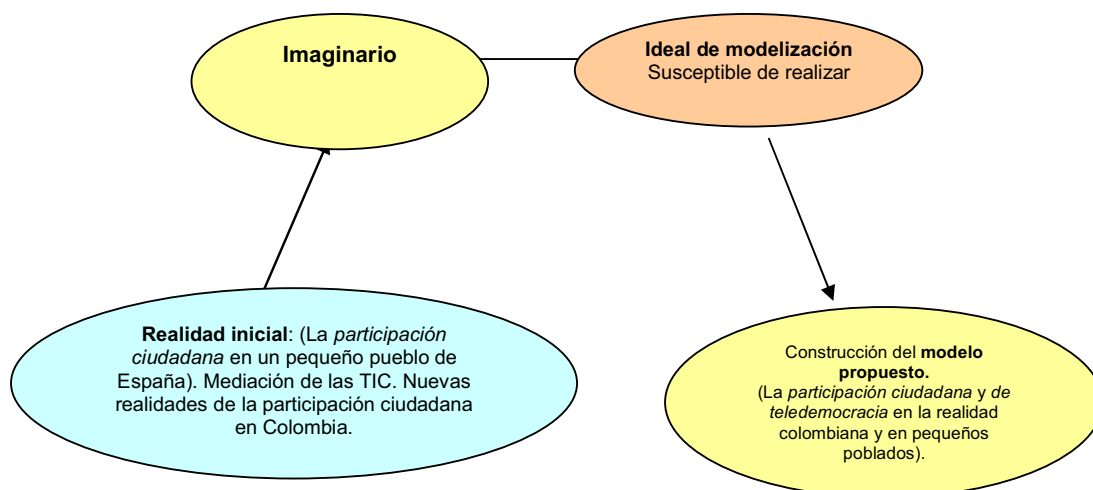 Imaginario
Ideal de modelización
Susceptible de realizar
Realidad inicial: (La participación
ciudadana en un pequeño pueblo de
España). Mediación de las TIC. Nuevas
realidades de la participación ciudadana
en Colombia.
Construcción del modelo
propuesto.
(La participación ciudadana y de
teledemocracia en la realidad
colombiana y en pequeños
poblados).